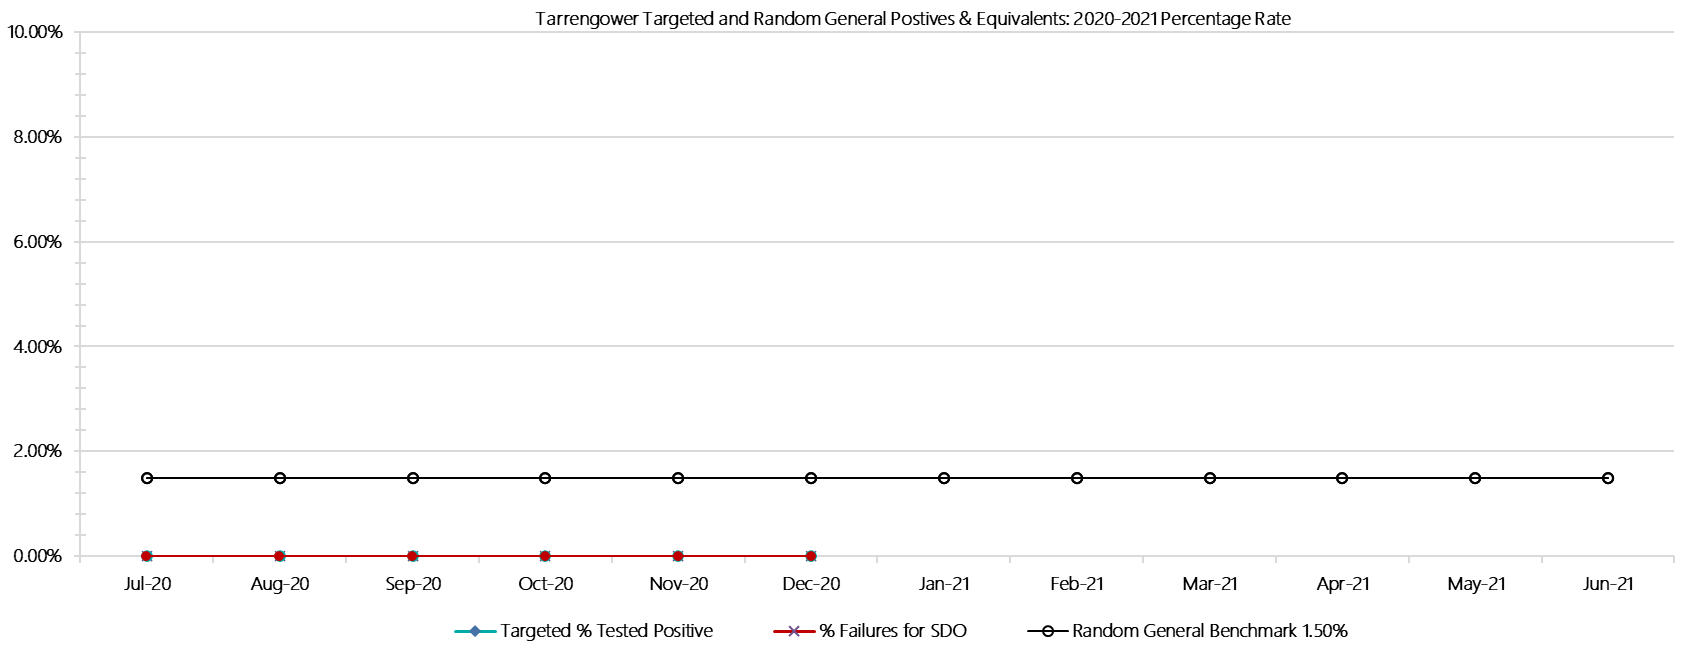 Tarrengower Targeted and Random General Postives & Equivalents: 2020-2021 Percentage Rate
10.00%
8.00%
6.00%
4.00%
2.00%
0.00%
Jul-20 Aug-20 Sep-20 Oct-20 Nov-20 Dec-20 Jan-21 Feb-21 Mar-21 Apr-21 May-21 Jun-21
Targeted % Tested Positive % Failures for SDO Random General Benchmark 1.50%